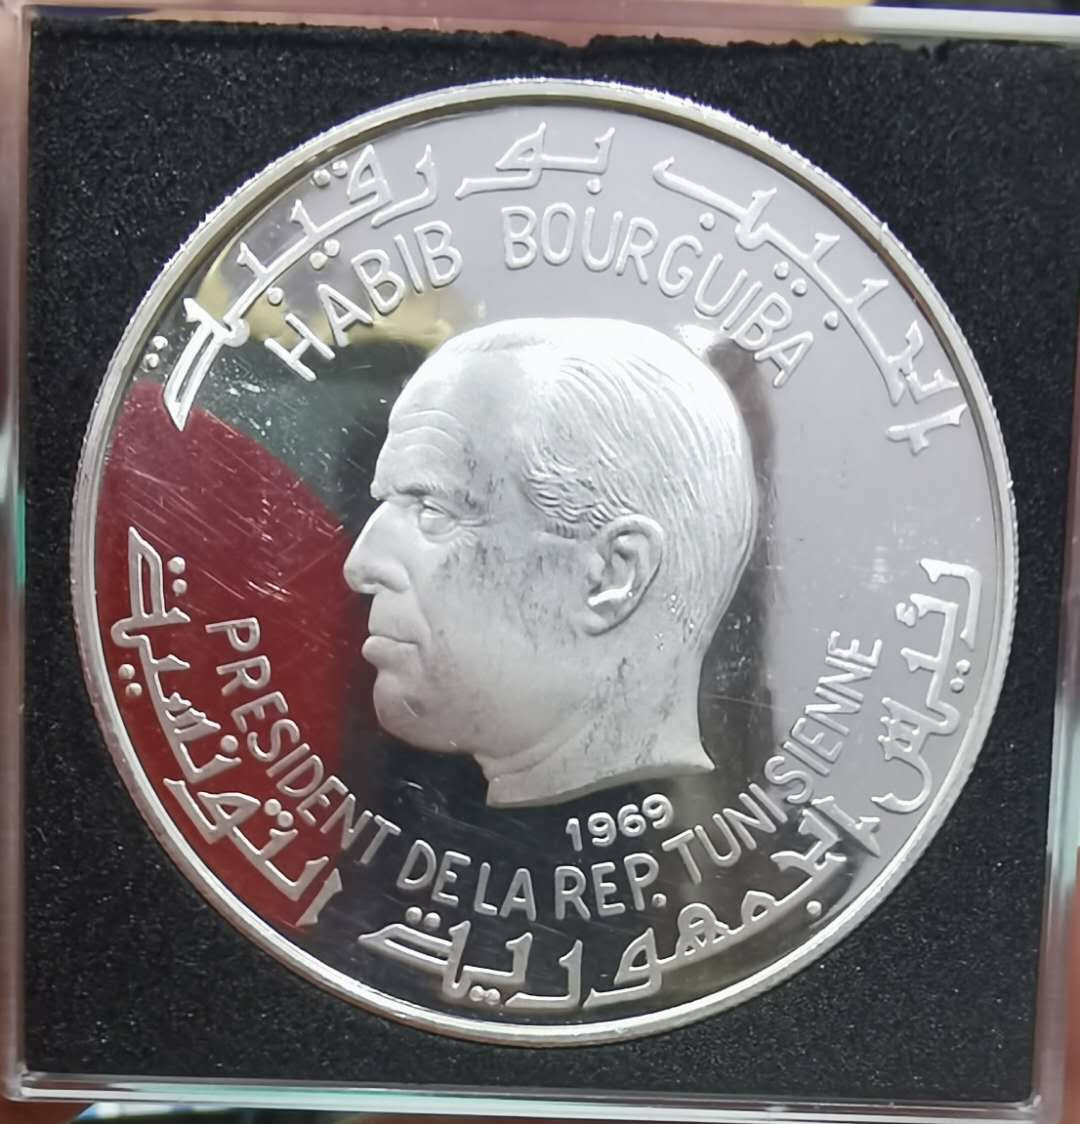 الحبيب بورقيبة
HABIB BOURGUIBA
1969
PRESIDENT DE LA REP. TUNISIENNE
رئيس الجمهورية التونسية